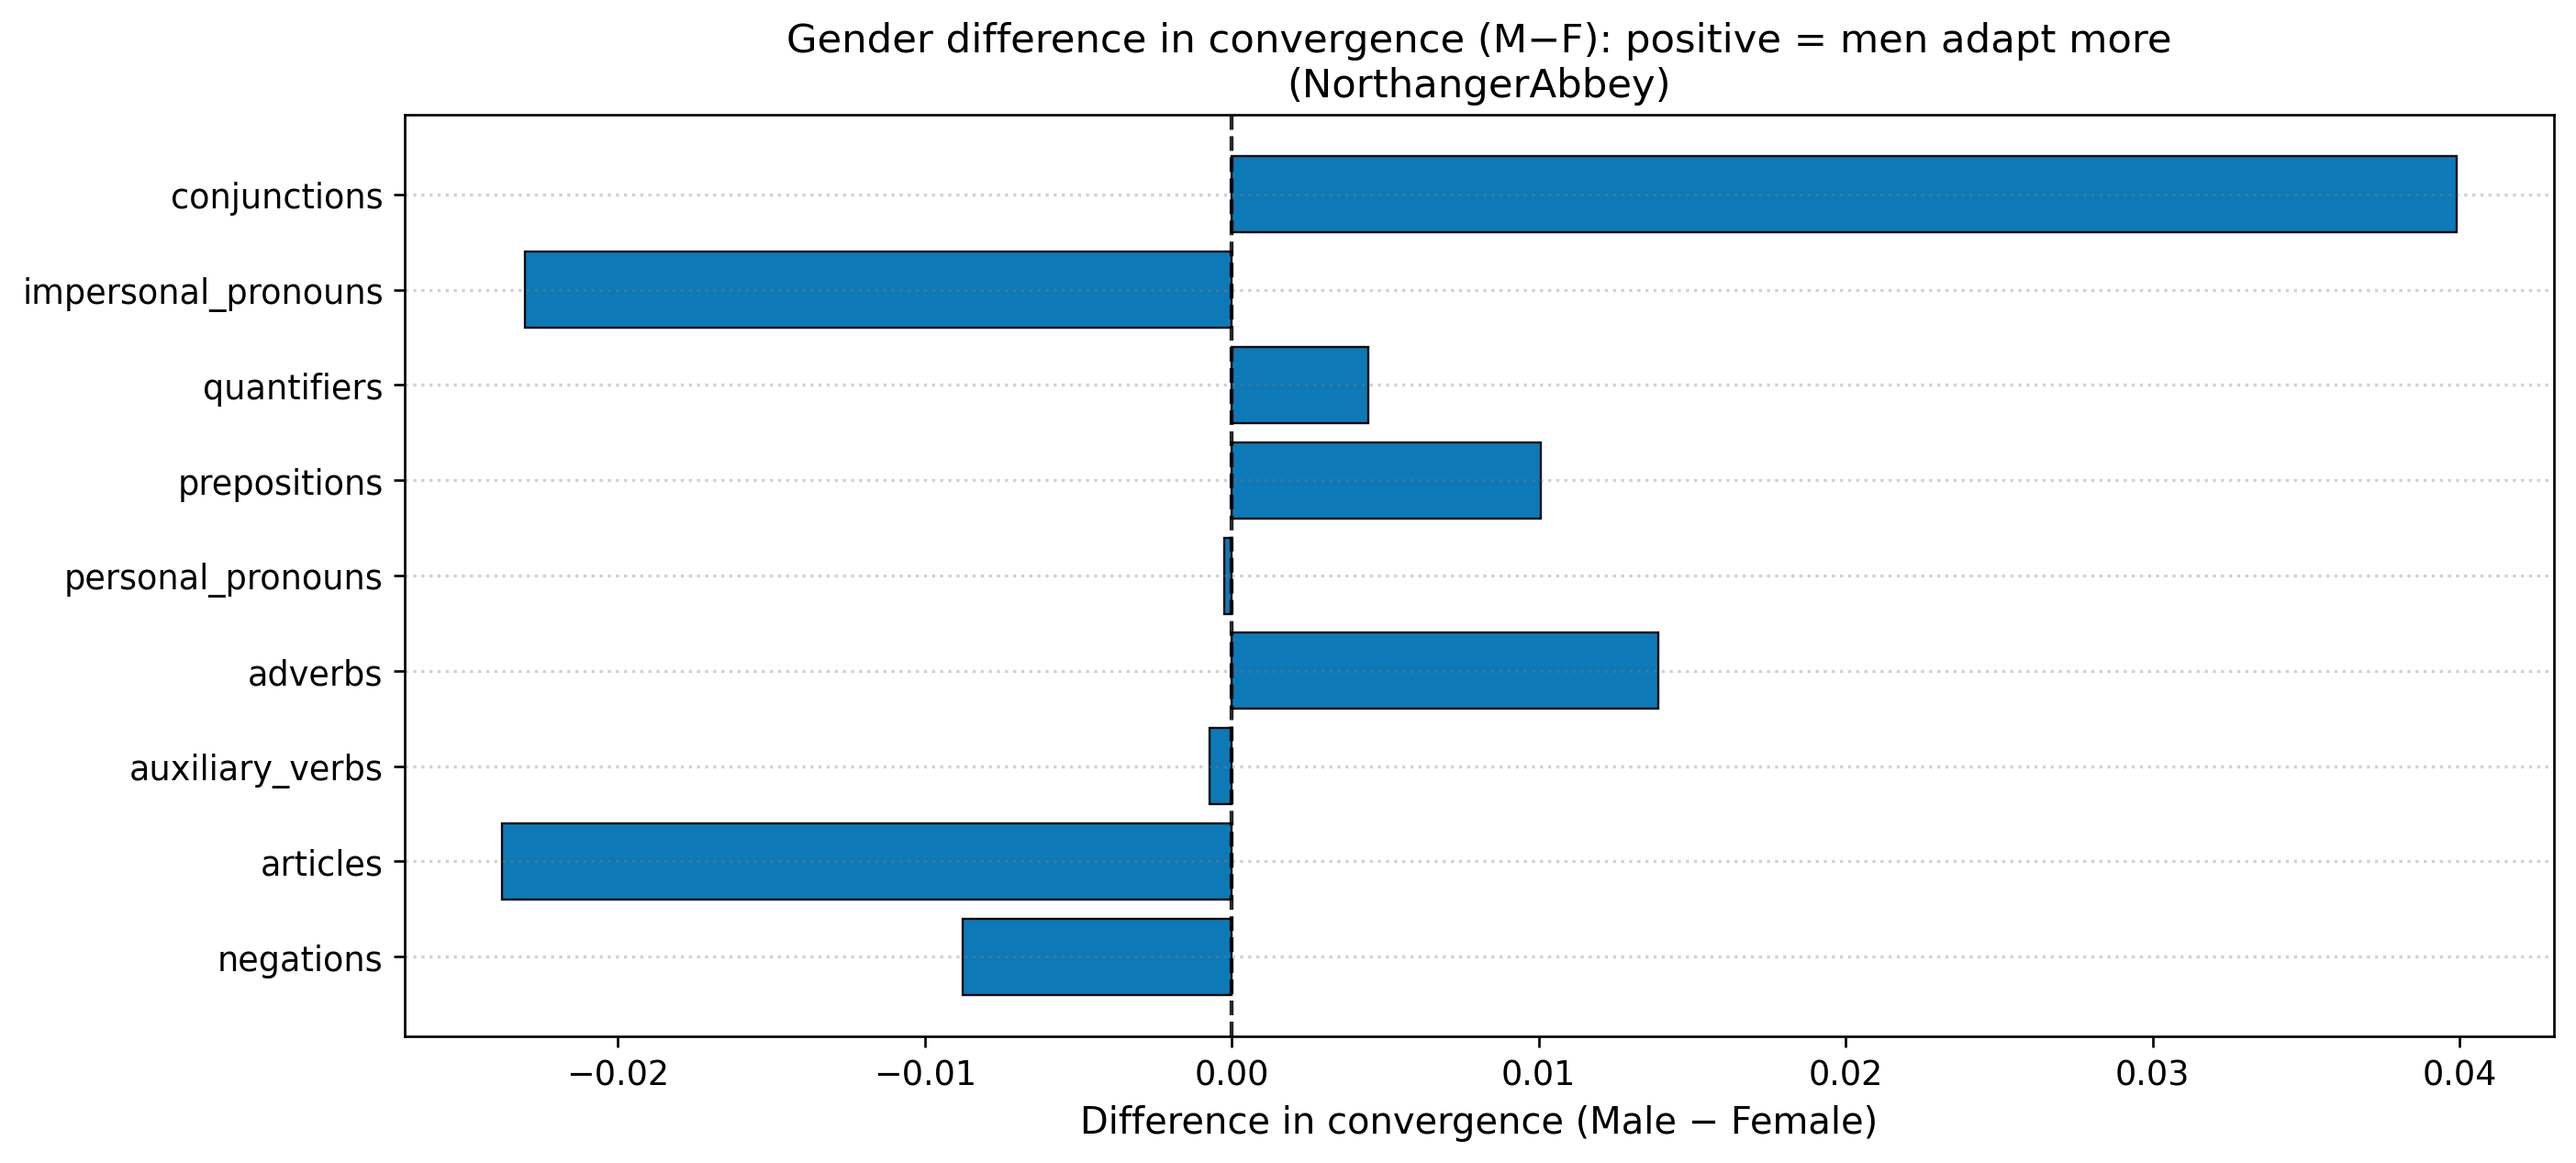 Gender difference in convergence (M−F): positive = men adapt more
(NorthangerAbbey)
conjunctions
impersonal_pronouns
quantifiers
prepositions
personal_pronouns
adverbs
auxiliary_verbs
articles
negations
−0.02 −0.01 0.00 0.01 0.02 0.03 0.04
Difference in convergence (Male − Female)